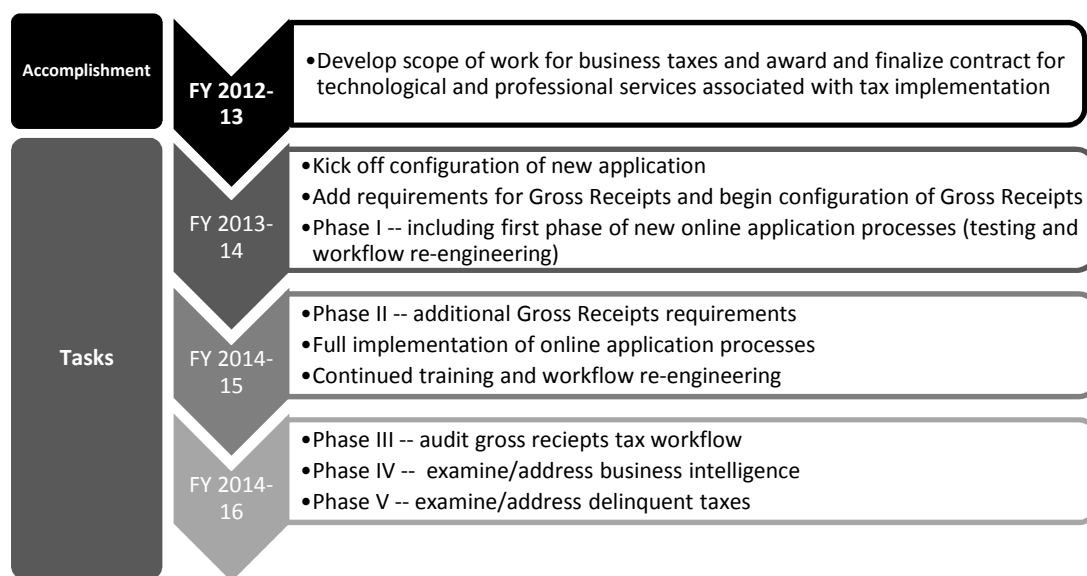 Accomplishment
FY 2012-
13
•Develop scope of work for business taxes and award and finalize contract for
technological and professional services associated with tax implementation
Tasks
FY 2013-
14
•Kick off configuration of new application
•Add requirements for Gross Receipts and begin configuration of Gross Receipts
•Phase I -- including first phase of new online application processes (testing and
workflow re-engineering)
FY 2014-
15
•Phase II -- additional Gross Receipts requirements
•Full implementation of online application processes
•Continued training and workflow re-engineering
FY 2014-
16
•Phase III -- audit gross reciepts tax workflow
•Phase IV -- examine/address business intelligence
•Phase V -- examine/address delinquent taxes